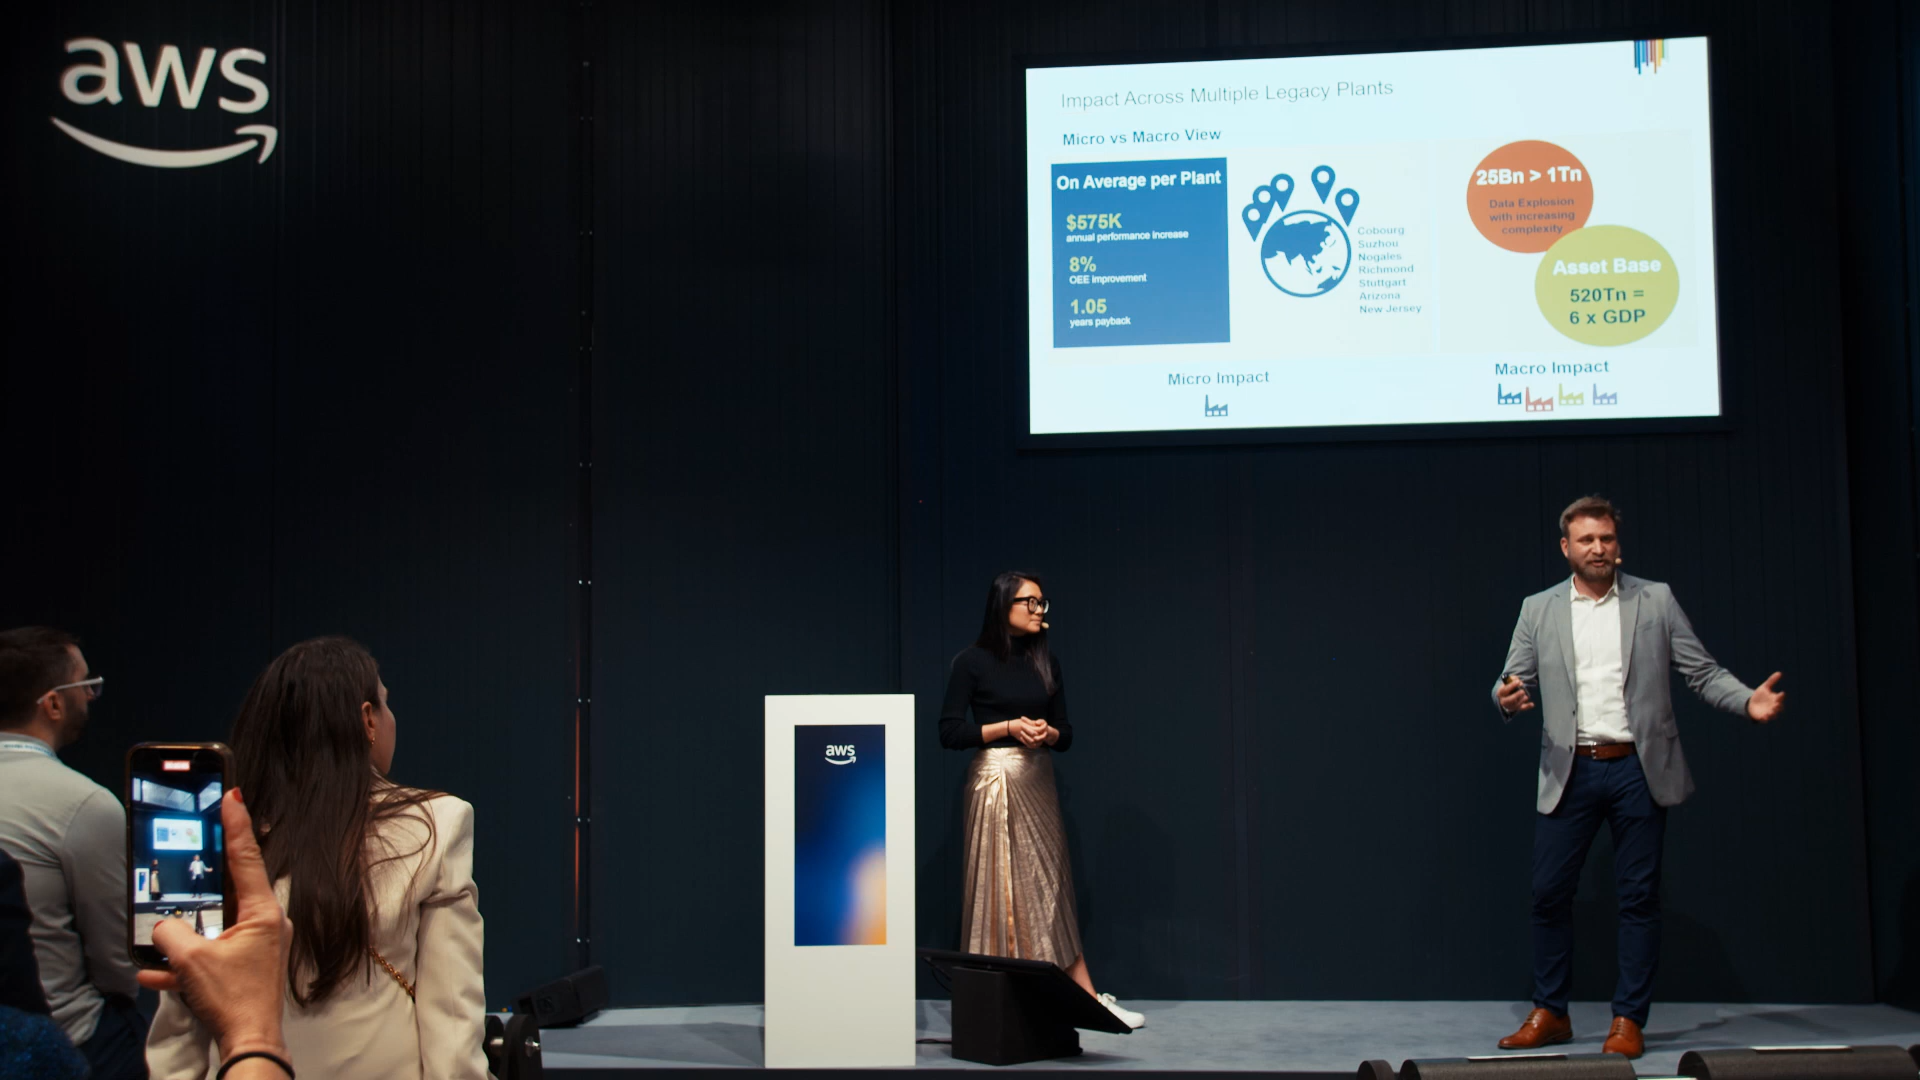 aws
Impact Across Multiple Legacy Plants
Micro vs Macro View
On Average per Plant
$575K
annual performance increase
8%
OEE improvement
1.05
years payback
Cobourg
Suzhou
Nogales
Richmond
Stuttgart
Arizona
New Jersey
25Bn > 1Tn
Data Explosion
with increasing
complexity
Asset Base
520Tn =
6 x GDP
Micro Impact
Macro Impact
aws